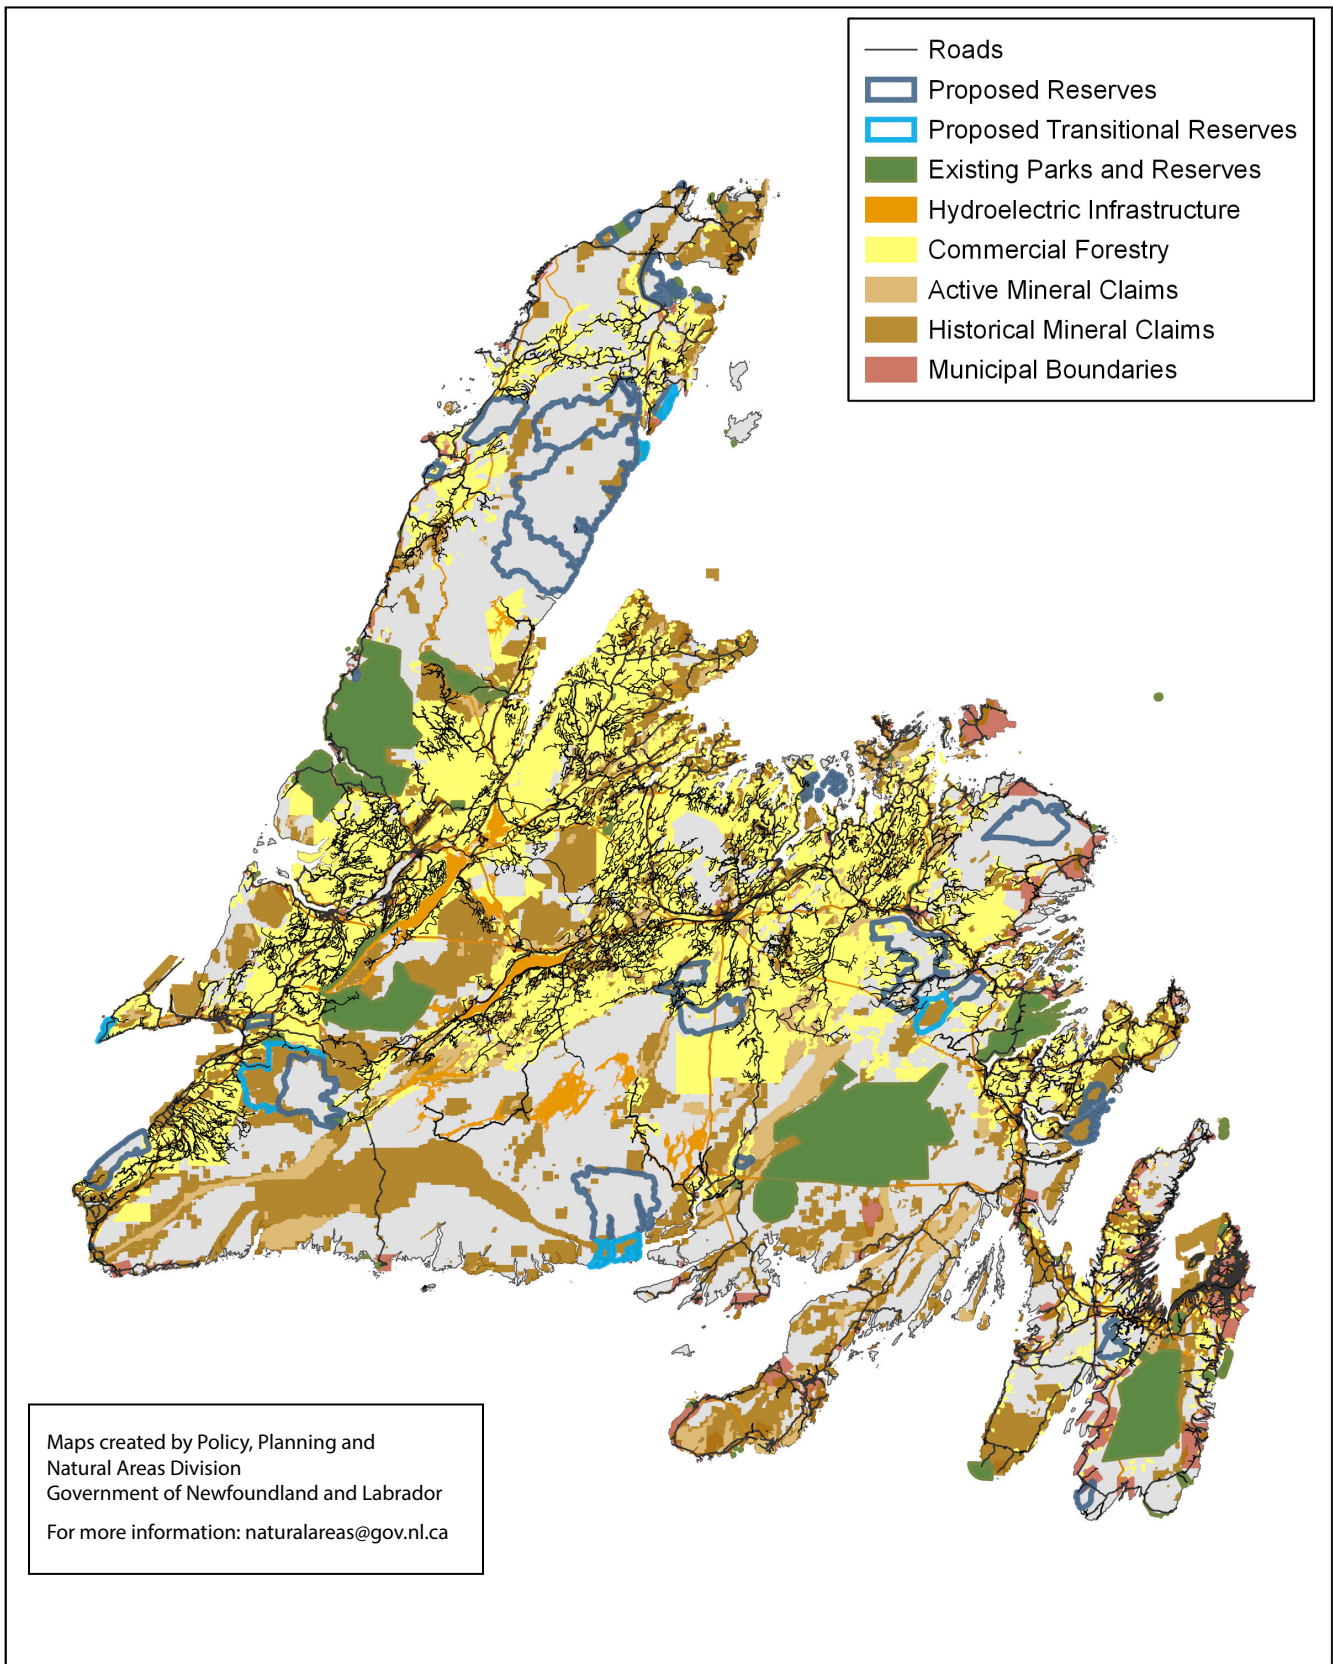 Roads
Proposed Reserves
Proposed Transitional Reserves
Existing Parks and Reserves
Hydroelectric Infrastructure
Commercial Forestry
Active Mineral Claims
Historical Mineral Claims
Municipal Boundaries
Maps created by Policy, Planning and
Natural Areas Division
Government of Newfoundland and Labrador
For more information: naturalareas@gov.nl.ca